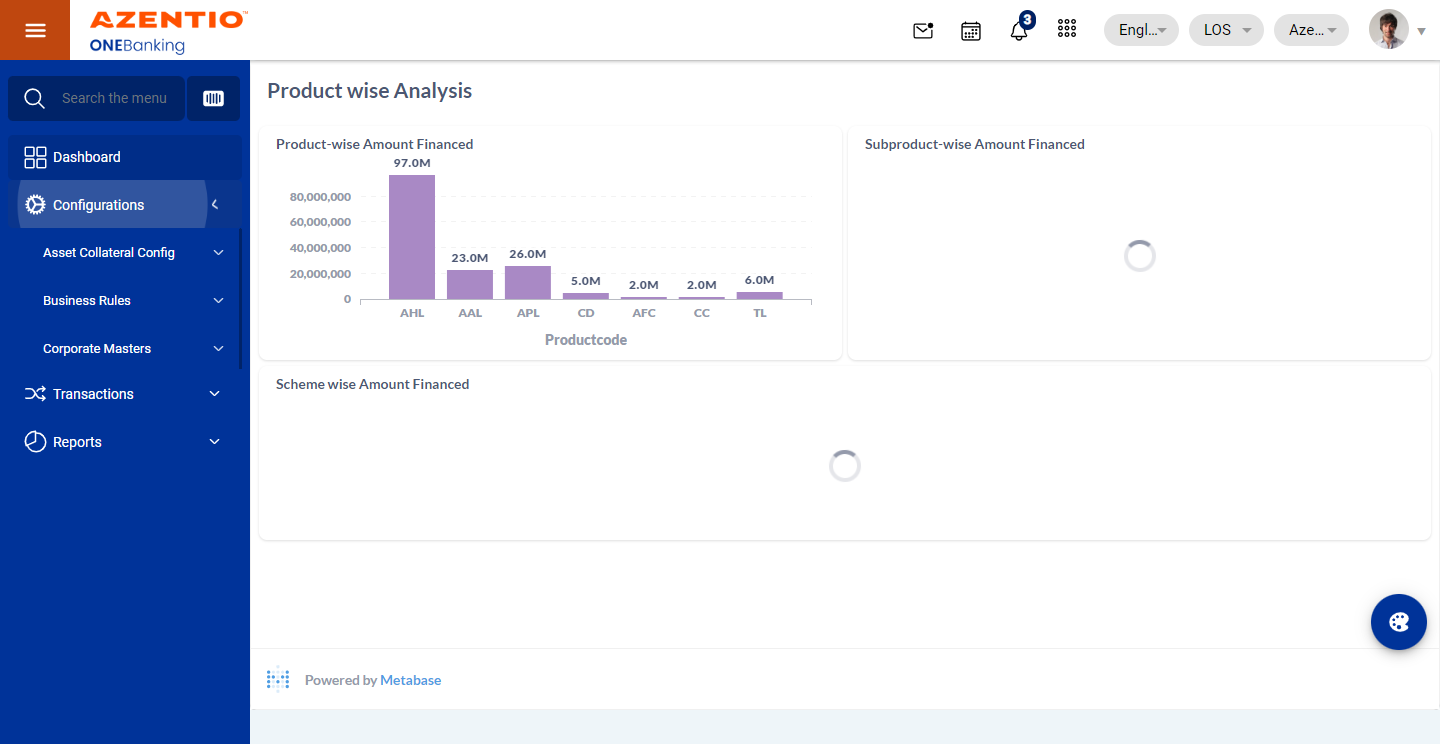 AZENTIO™
ONEBanking
3
Engl...
LOS
Aze...
Search the menu
Dashboard
Configurations
Asset Collateral Config
Business Rules
Corporate Masters
Transactions
Reports
Product wise Analysis
Product-wise Amount Financed
97.0M
80,000,000
60,000,000
40,000,000
20,000,000
0
23.0M
26.0M
5.0M
2.0M
2.0M
6.0M
AHL
AAL
APL
CD
AFC
CC
TL
Productcode
Subproduct-wise Amount Financed
Scheme wise Amount Financed
Powered by Metabase